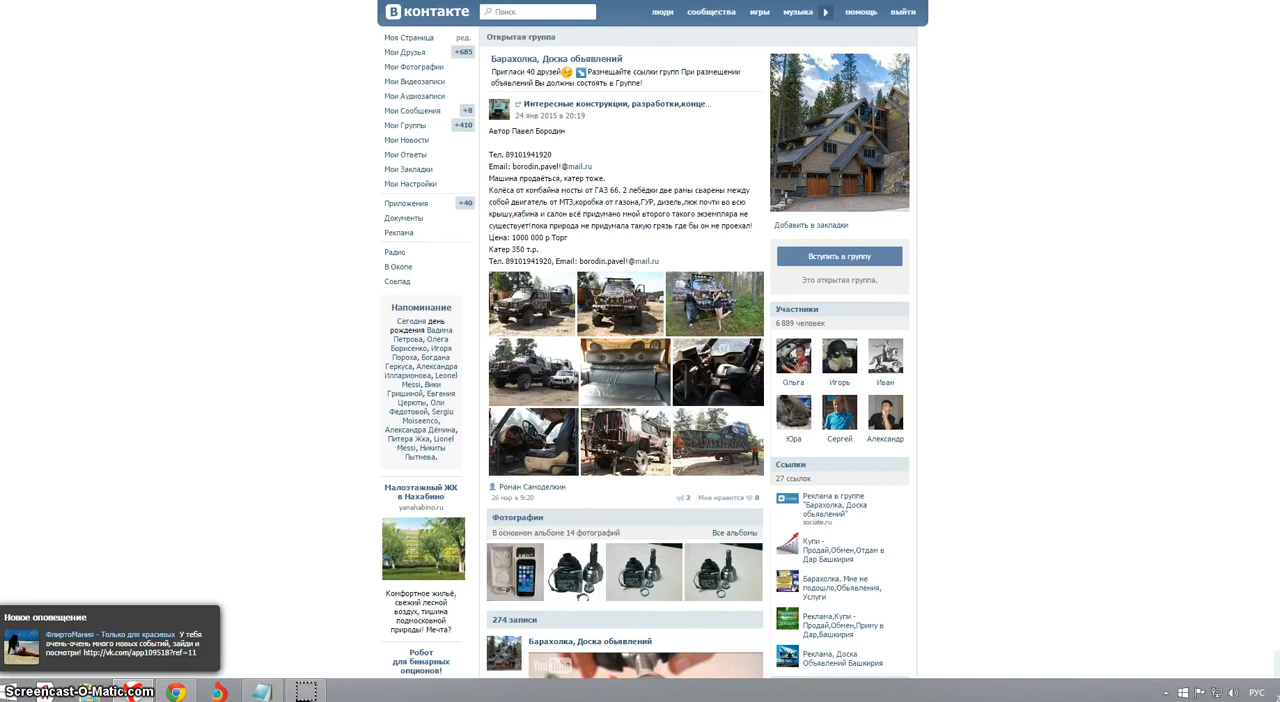 В контакте
Поиск
люди сообщества игры музыка помощь выйти
Моя Страница ред.
Мои Друзья +685
Мои Фотографии
Мои Видеозаписи
Мои Аудиозаписи
Мои Сообщения +8
Мои Группы +410
Мои Новости
Мои Ответы
Мои Закладки
Мои Настройки
Приложения +40
Документы
Реклама
Радио
В Окопе
Совпад
Напоминание
Сегодня день
рождения Вадима
Петрова, Олега
Борисенко, Игоря
Пороха, Богдана
Геркуса, Александра
Илларионова, Leonel
Messi, Вики
Гришиной, Евгения
Церюты, Оли
Федотовой, Sergiu
Moiseenco,
Александра Дёмина,
Питера Жка, Lionel
Messi, Никиты
Лытнева.
Малоэтажный ЖК
в Нахабино
yanahabino.ru
Комфортное жильё,
свежий лесной
воздух, тишина
подмосковной
природы! Мечта?
Робот
для бинарных
опционов!
Открытая группа
Барахолка, Доска обьявлений
Пригласи 40 друзей Размещайте ссылки групп При размещении
объявлений Вы должны состоять в Группе!
Интересные конструкции, разработки,конце...
24 янв 2015 в 20:19
Автор Павел Бородин
Тел. 89101941920
Email: borodin.pavel!@mail.ru
Машина продаёться, катер тоже.
Колёса от комбайна мосты от ГАЗ 66. 2 лебёдки две рамы сварены между
собой двигатель от МТЗ,коробка от газона,ГУР, дизель,люк почти во всю
крышу,кабина и салон всё придумано мной второго такого экземпляра не
существует!пока природа не придумала такую грязь где бы он не проехал!
Цена: 1000 000 р Торг
Катер 350 т.р.
Тел. 89101941920, Email: borodin.pavel!@mail.ru
Роман Самоделкин
26 мар в 9:20 2 Мне нравится 8
Фотографии
В основном альбоме 14 фотографий Все альбомы
274 записи
Барахолка, Доска обьявлений
YouTube
Добавить в закладки
Вступить в группу
Это открытая группа.
Участники
6 889 человек
Ольга Игорь Иван
Юра Сергей Александр
Ссылки
27 ссылок
Реклама в группе
"Барахолка, Доска
обьявлений"
sociate.ru
Купи -
Продай,Обмен,Отдам в
Дар Башкирия
Барахолка. Мне не
подошло,Обьявления,
Услуги
Реклама,Купи -
Продай,Обмен,Приму в
Дар,Башкирия
Реклама, Доска
Объявлений Башкирия
Новое оповещение
ФлиртоМания - Только для красивых У тебя
очень-очень много новых событий, зайди и
посмотри! http://vk.com/app109518?ref=11
Screencast-O-Matic.com
РУС